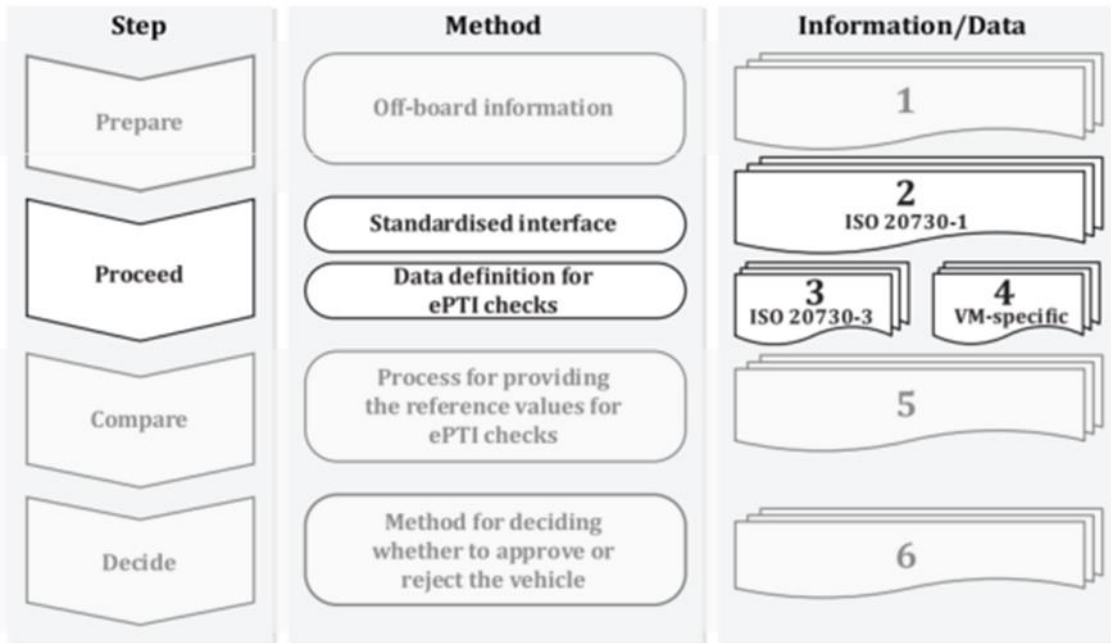 Step
Method
Information/Data
Prepare
Off-board information
1
Proceed
Standardised interface
2
ISO 20730-1
Data definition for
ePTI checks
3
ISO 20730-3
4
VM-specific
Compare
Process for providing
the reference values for
ePTI checks
5
Decide
Method for deciding
whether to approve or
reject the vehicle
6